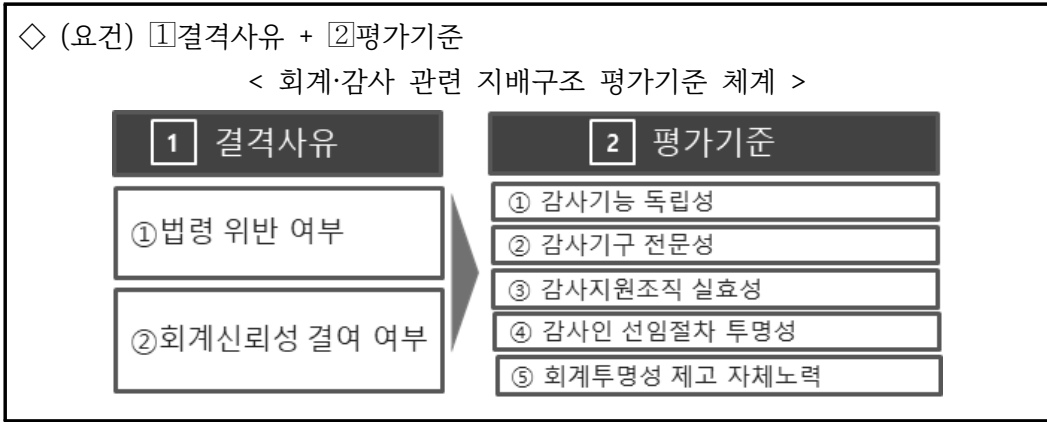 ◇ (요건) 1결격사유 + 2평가기준
< 회계·감사 관련 지배구조 평가기준 체계 >
1 결격사유
①법령 위반 여부
②회계신뢰성 결여 여부
2 평가기준
① 감사기능 독립성
② 감사기구 전문성
③ 감사지원조직 실효성
④ 감사인 선임절차 투명성
⑤ 회계투명성 제고 자체노력